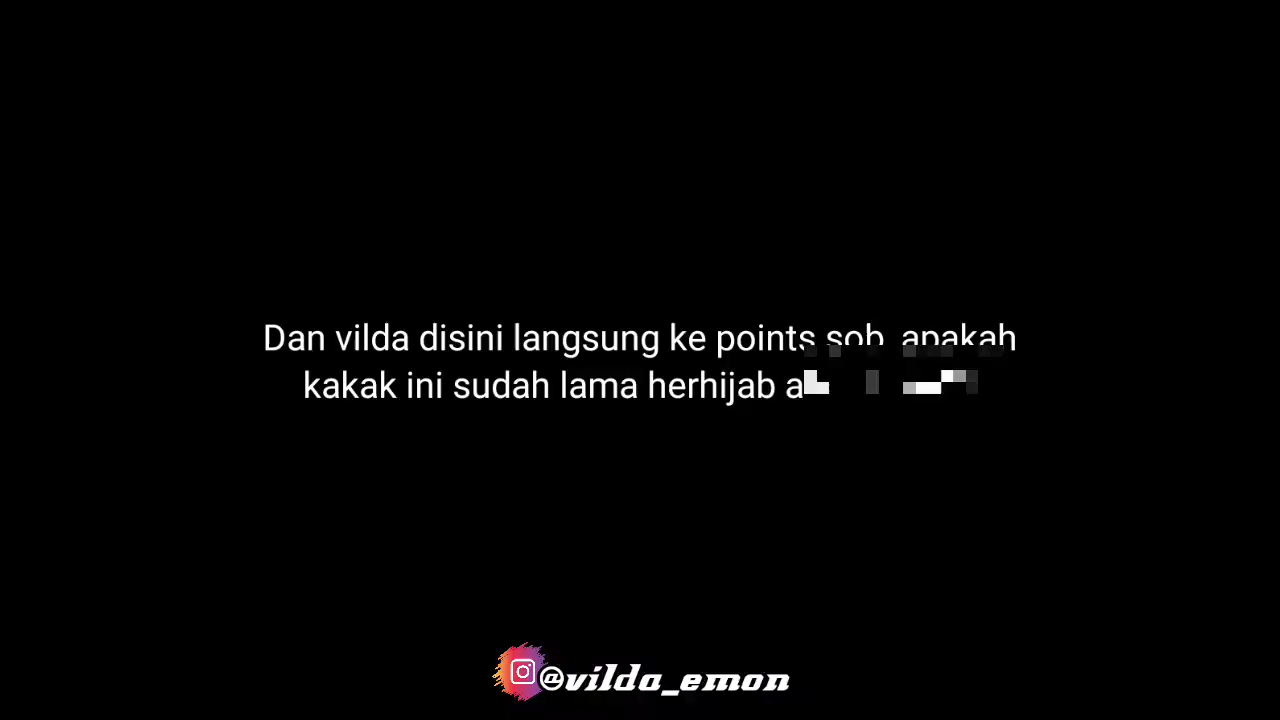 Dan vilda disini langsung ke points sob apakah
kakak ini sudah lama herhijab
@vilda_emon